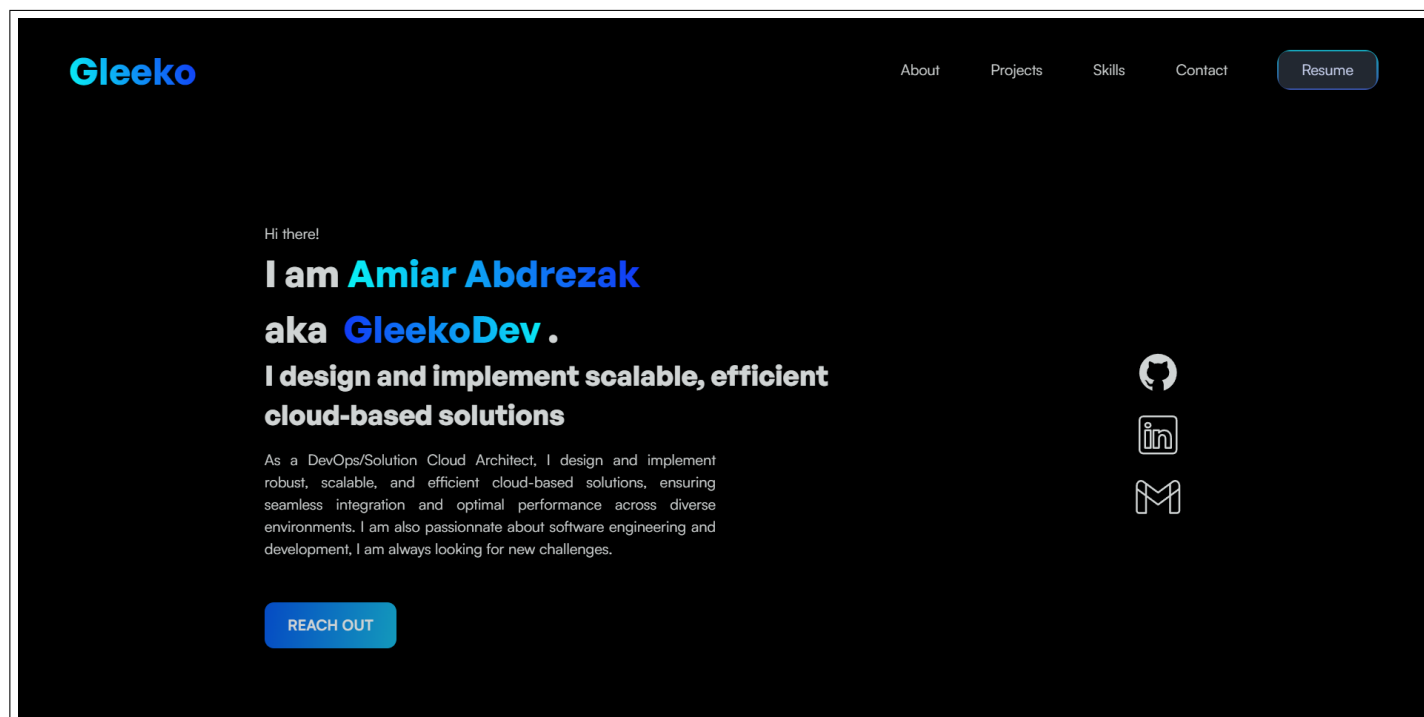 Gleeko
About Projects Skills Contact Resume
Hi there!
I am Amiar Abdrezak
aka GleekoDev .
I design and implement scalable, efficient
cloud-based solutions
As a DevOps/Solution Cloud Architect, I design and implement
robust, scalable, and efficient cloud-based solutions, ensuring
seamless integration and optimal performance across diverse
environments. I am also passionnate about software engineering and
development, I am always looking for new challenges.
REACH OUT
in